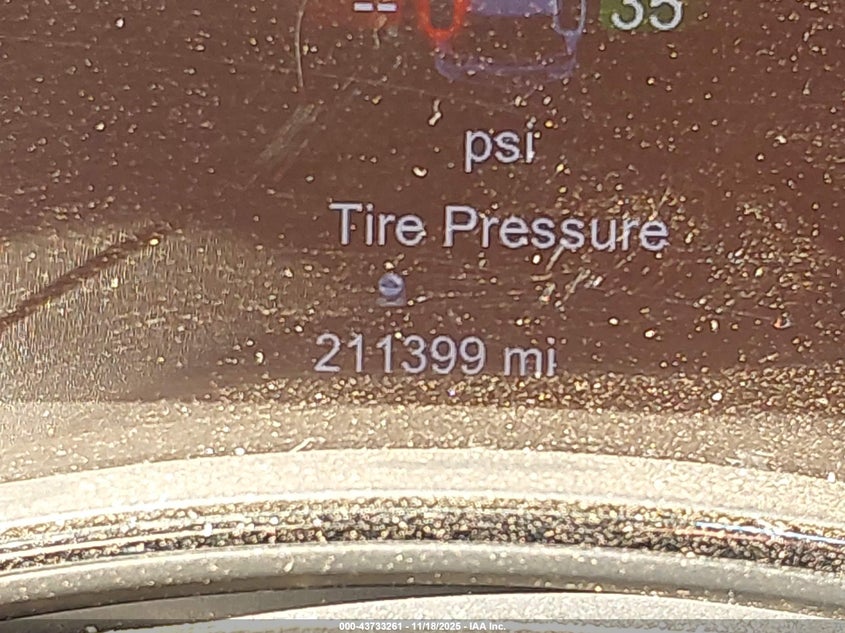 -- 35
psi
Tire Pressure
211399 mi
000-43733261 - 11/18/2025 - IAA Inc.